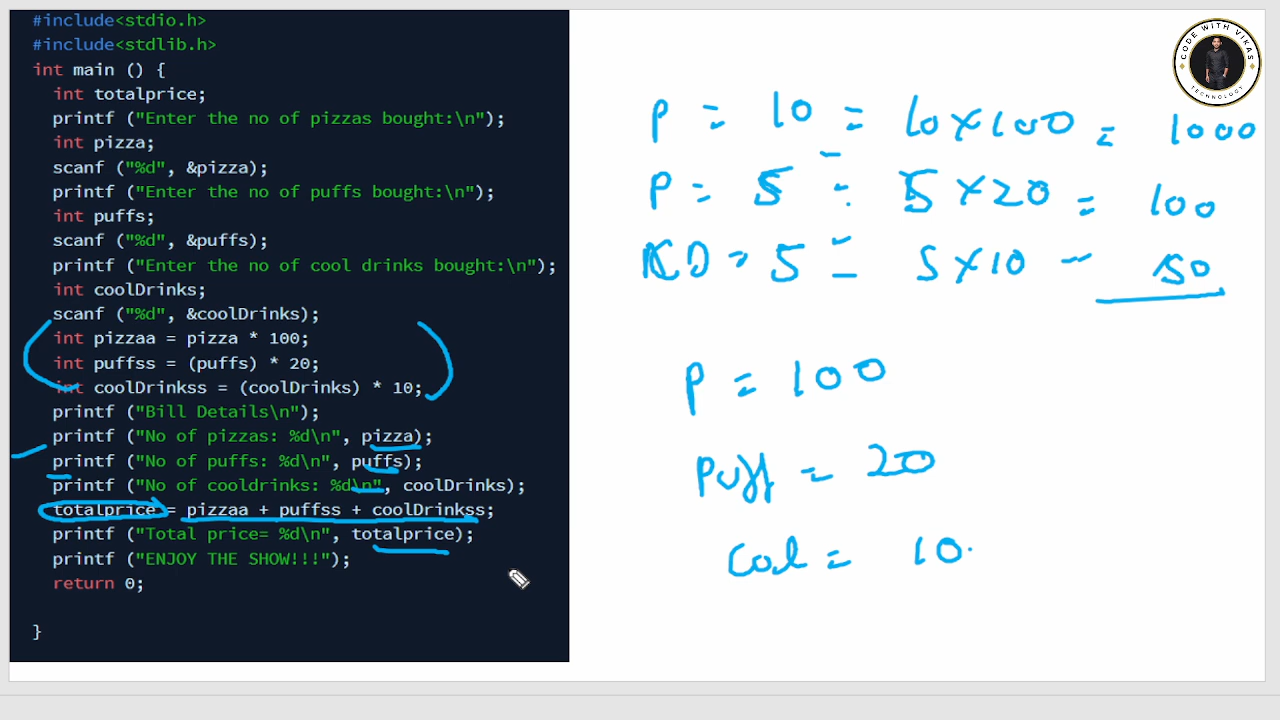 #include<stdio.h>
#include<stdlib.h>
int main () {
int totalprice;
printf ("Enter the no of pizzas bought:\n");
int pizza;
scanf ("%d", &pizza);
printf ("Enter the no of puffs bought:\n");
int puffs;
scanf ("%d", &puffs);
printf ("Enter the no of cool drinks bought:\n");
int coolDrinks;
scanf ("%d", &coolDrinks);
int pizzaa = pizza * 100;
int puffss = (puffs) * 20;
int coolDrinkss = (coolDrinks) * 10;
printf ("Bill Details\n");
printf ("No of pizzas: %d\n", pizza);
printf ("No of puffs: %d\n", puffs);
printf ("No of cooldrinks: %d\n", coolDrinks);
totalprice = pizzaa + puffss + coolDrinkss;
printf ("Total price= %d\n", totalprice);
printf ("ENJOY THE SHOW!!!");
return 0;
}
CODE WITH VIKAS
TECHNOLOGY
P = 10 = 10×100 = 1000
P = 5 = 5×20 = 100
D = 5 = 5×10 - 50
P = 100
Puff = 20
Col = 10